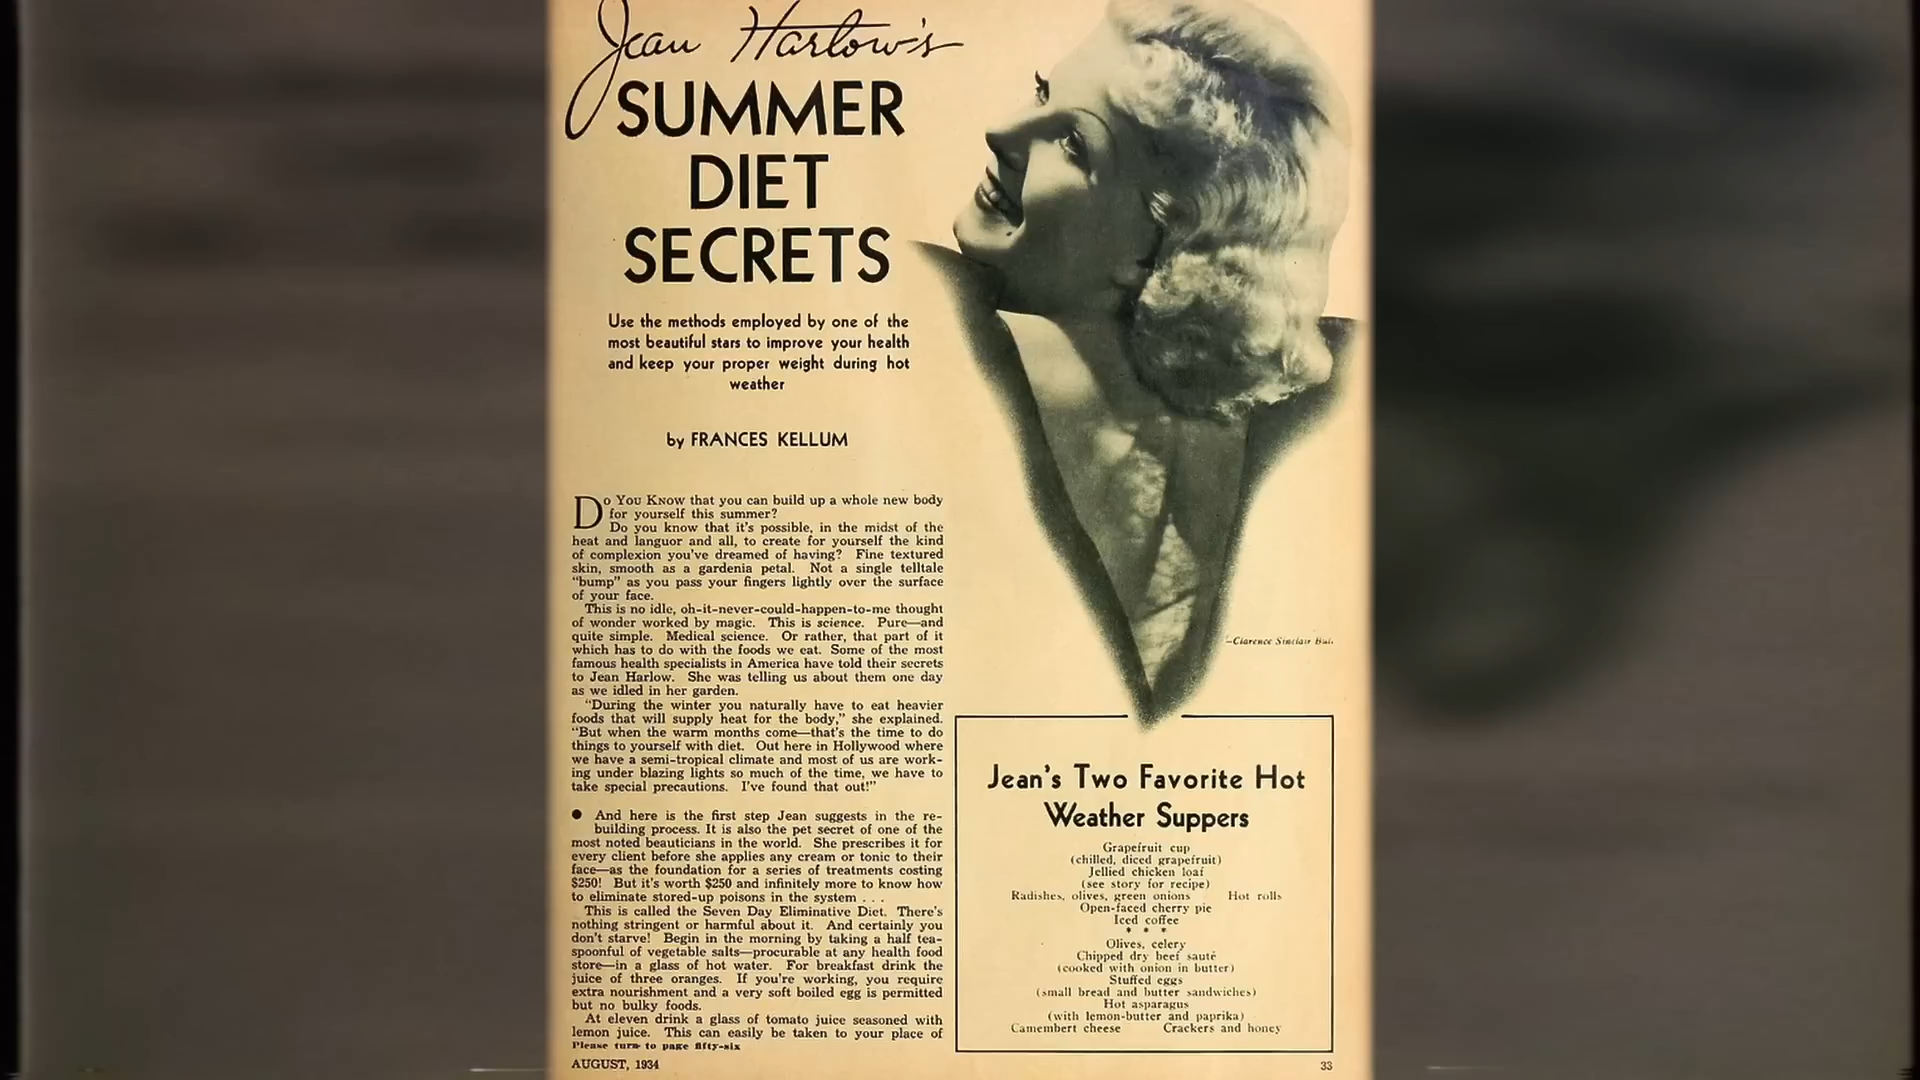 Jean Harlow's
SUMMER
DIET
SECRETS
Use the methods employed by one of the
most beautiful stars to improve your health
and keep your proper weight during hot
weather
by FRANCES KELLUM
Do You Know that you can build up a whole new body
for yourself this summer?
Do you know that it's possible, in the midst of the
heat and languor and all, to create for yourself the kind
of complexion you've dreamed of having? Fine textured
skin, smooth as a gardenia petal. Not a single telltale
"bump" as you pass your fingers lightly over the surface
of your face.
This is no idle, oh-it-never-could-happen-to-me thought
of wonder worked by magic. This is science. Pure—and
quite simple. Medical science. Or rather, that part of it
which has to do with the foods we eat. Some of the most
famous health specialists in America have told their secrets
to Jean Harlow. She was telling us about them one day
as we idled in her garden.
"During the winter you naturally have to eat heavier
foods that will supply heat for the body," she explained.
"But when the warm months come—that's the time to do
things to yourself with diet. Out here in Hollywood where
we have a semi-tropical climate and most of us are work-
ing under blazing lights so much of the time, we have to
take special precautions. I've found that out!"
● And here is the first step Jean suggests in the re-
building process. It is also the pet secret of one of the
most noted beauticians in the world. She prescribes it for
every client before she applies any cream or tonic to their
face—as the foundation for a series of treatments costing
$250! But it's worth $250 and infinitely more to know how
to eliminate stored-up poisons in the system . . .
This is called the Seven Day Eliminative Diet. There's
nothing stringent or harmful about it. And certainly you
don't starve! Begin in the morning by taking a half tea-
spoonful of vegetable salts—procurable at any health food
store—in a glass of hot water. For breakfast drink the
juice of three oranges. If you're working, you require
extra nourishment and a very soft boiled egg is permitted
but no bulky foods.
At eleven drink a glass of tomato juice seasoned with
lemon juice. This can easily be taken to your place of
Please turn to page fifty-six
AUGUST, 1934
—Clarence Sinclair Bull
Jean's Two Favorite Hot
Weather Suppers
Grapefruit cup
(chilled, diced grapefruit)
Jellied chicken loaf
(see story for recipe)
Radishes, olives, green onions Hot rolls
Open-faced cherry pie
Iced coffee
* * *
Olives, celery
Chipped dry beef sauté
(cooked with onion in butter)
Stuffed eggs
(small bread and butter sandwiches)
Hot asparagus
(with lemon-butter and paprika)
Camembert cheese Crackers and honey
33